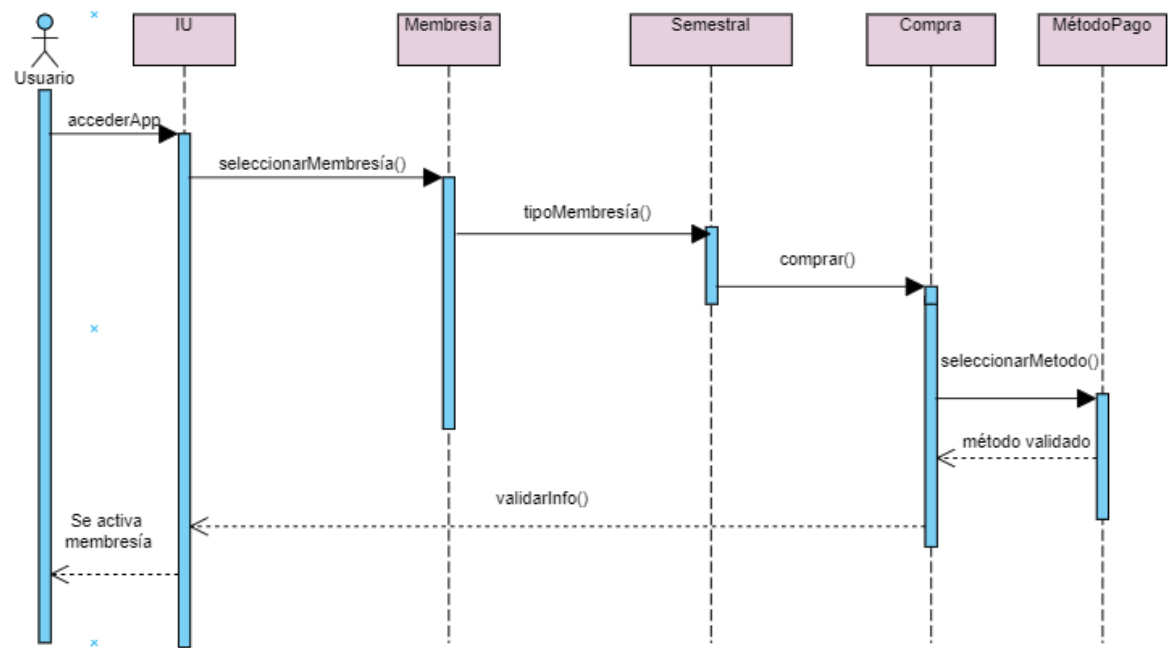 IU
Membresía
Semestral
Compra
MétodoPago
Usuario
accederApp
seleccionarMembresía()
tipoMembresía()
comprar()
seleccionarMetodo()
método validado
validarInfo()
Se activa
membresía